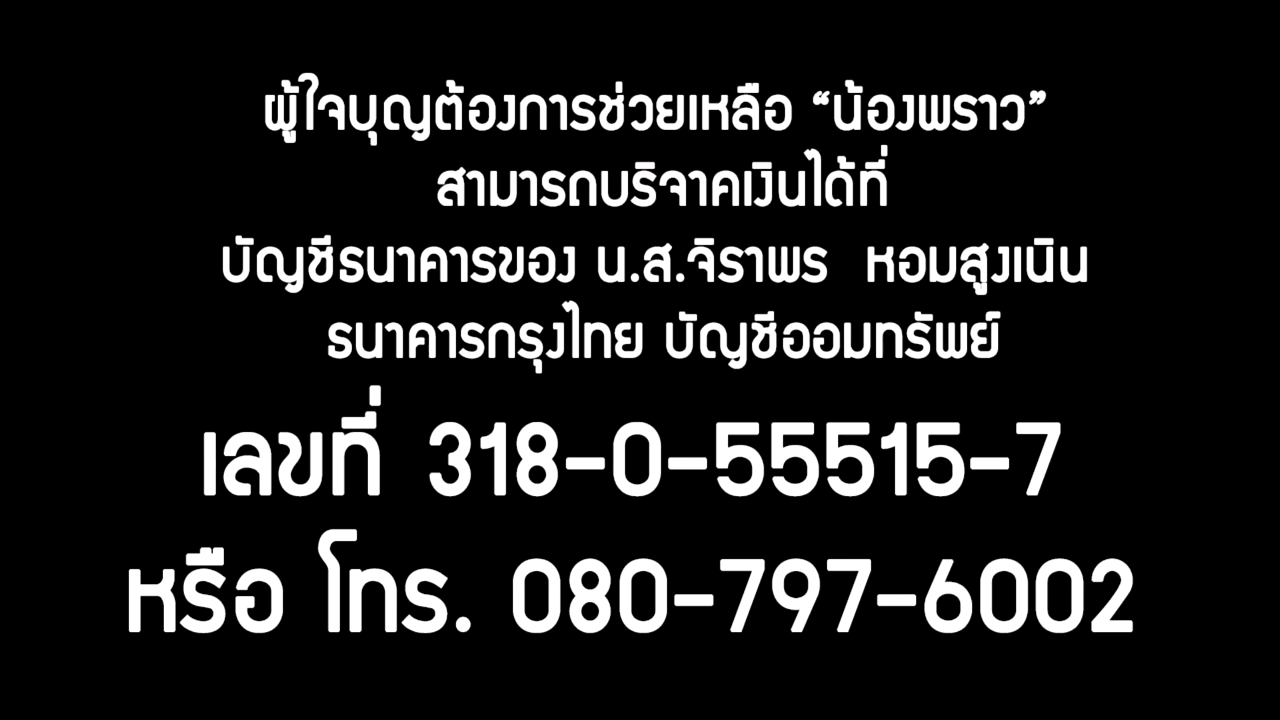 ผู้ใจบุญต้องการช่วยเหลือ “น้องพราว”
สามารถบริจาคเงินได้ที่
บัญชีธนาคารของ น.ส.จิราพร หอมสูงเนิน
ธนาคารกรุงไทย บัญชีออมทรัพย์
เลขที่ 318-0-55515-7
หรือ โทร. 080-797-6002